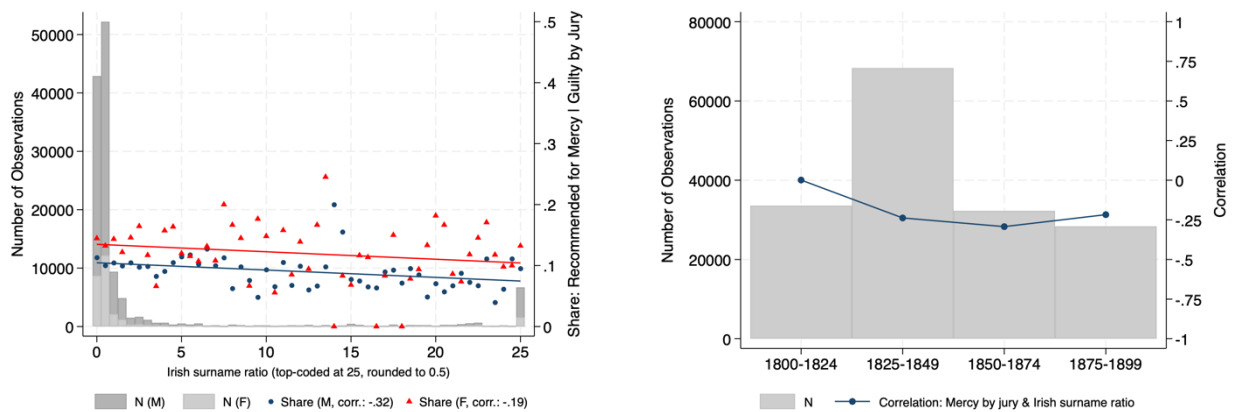 50000
40000
30000
20000
10000
0
Number of Observations
.5
.4
.3
.2
.1
0
Share: Recommended for Mercy | Guilty by Jury
0 5 10 15 20 25
Irish surname ratio (top-coded at 25, rounded to 0.5)
N (M) N (F) Share (M, corr.: -.32) Share (F, corr.: -.19)
80000
60000
40000
20000
0
Number of Observations
1
.75
.5
.25
0
-.25
-.5
-.75
-1
Correlation
1800-1824 1825-1849 1850-1874 1875-1899
N Correlation: Mercy by jury & Irish surname ratio